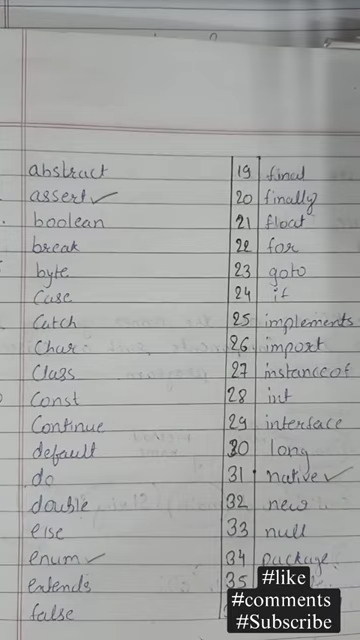 abstract 19 final
assert ✓ 20 finally
boolean 21 float
break 22 for
byte 23 goto
Case 24 if
Catch 25 implements
Char 26 import
Class 27 instanceof
Const 28 int
Continue 29 interface
default 30 long
do 31 native ✓
double 32 new
else 33 null
enum ✓ 34 package
extends 35
false
#like
#comments
#Subscribe